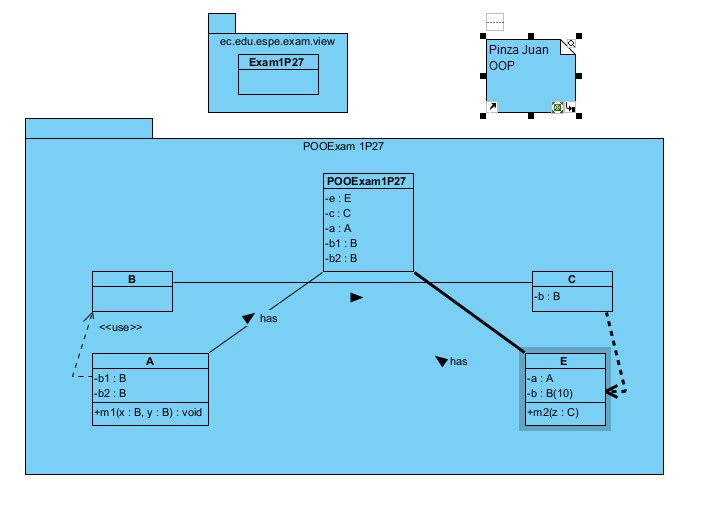 ec.edu.espe.exam.view
Exam1P27
Pinza Juan
OOP
POOExam 1P27
POOExam1P27
-e : E
-c : C
-a : A
-b1 : B
-b2 : B
B
C
-b : B
has
<<use>>
has
A
-b1 : B
-b2 : B
+m1(x : B, y : B) : void
E
-a : A
-b : B(10)
+m2(z : C)